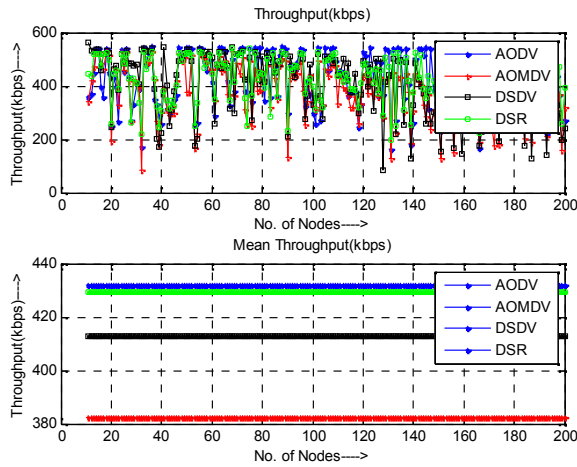 Throughput(kbps)
Throughput(kbps)---->
600
400
200
0
AODV
AOMDV
DSDV
DSR
0 20 40 60 80 100 120 140 160 180 200
No. of Nodes---->
Mean Throughput(kbps)
Throughput(kbps)---->
440
420
400
380
AODV
AOMDV
DSDV
DSR
0 20 40 60 80 100 120 140 160 180 200
No. of Nodes---->